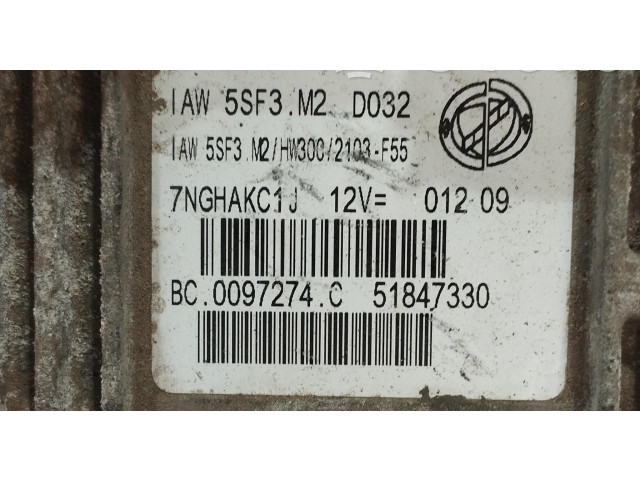 IAW 5SF3.M2 D032
IAW 5SF3.M2/HW300/2103-F55
7NGHAKC1J 12V= 012 09
BC.0097274.C 51847330